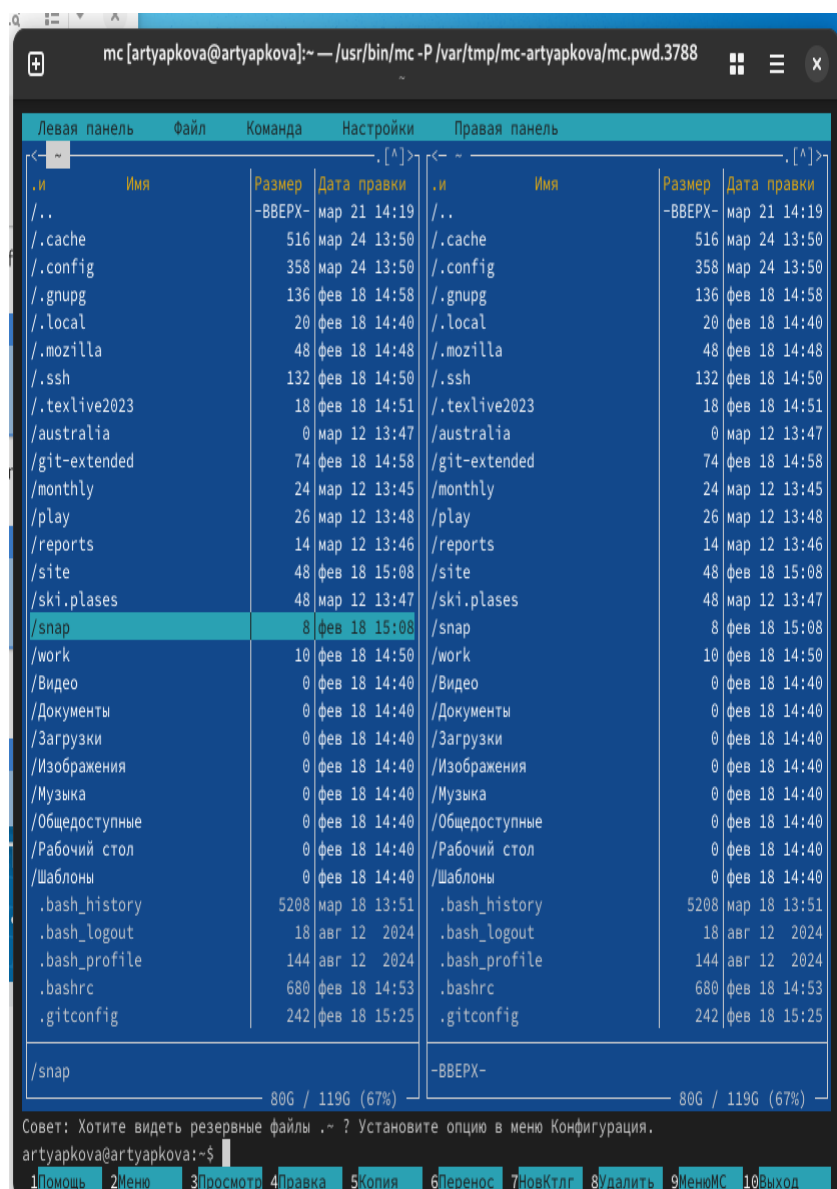 mc [artyapkova@artyapkova]:~ — /usr/bin/mc -P /var/tmp/mc-artyapkova/mc.pwd.3788
~
Левая панель Файл Команда Настройки Правая панель
<— ~ .[^]> <— ~ .[^]>
.и Имя Размер Дата правки .и Имя Размер Дата правки
/.. -ВВЕРХ- мар 21 14:19 /.. -ВВЕРХ- мар 21 14:19
/.cache 516 мар 24 13:50 /.cache 516 мар 24 13:50
/.config 358 мар 24 13:50 /.config 358 мар 24 13:50
/.gnupg 136 фев 18 14:58 /.gnupg 136 фев 18 14:58
/.local 20 фев 18 14:40 /.local 20 фев 18 14:40
/.mozilla 48 фев 18 14:48 /.mozilla 48 фев 18 14:48
/.ssh 132 фев 18 14:50 /.ssh 132 фев 18 14:50
/.texlive2023 18 фев 18 14:51 /.texlive2023 18 фев 18 14:51
/australia 0 мар 12 13:47 /australia 0 мар 12 13:47
/git-extended 74 фев 18 14:58 /git-extended 74 фев 18 14:58
/monthly 24 мар 12 13:45 /monthly 24 мар 12 13:45
/play 26 мар 12 13:48 /play 26 мар 12 13:48
/reports 14 мар 12 13:46 /reports 14 мар 12 13:46
/site 48 фев 18 15:08 /site 48 фев 18 15:08
/ski.plases 48 мар 12 13:47 /ski.plases 48 мар 12 13:47
/snap 8 фев 18 15:08 /snap 8 фев 18 15:08
/work 10 фев 18 14:50 /work 10 фев 18 14:50
/Видео 0 фев 18 14:40 /Видео 0 фев 18 14:40
/Документы 0 фев 18 14:40 /Документы 0 фев 18 14:40
/Загрузки 0 фев 18 14:40 /Загрузки 0 фев 18 14:40
/Изображения 0 фев 18 14:40 /Изображения 0 фев 18 14:40
/Музыка 0 фев 18 14:40 /Музыка 0 фев 18 14:40
/Общедоступные 0 фев 18 14:40 /Общедоступные 0 фев 18 14:40
/Рабочий стол 0 фев 18 14:40 /Рабочий стол 0 фев 18 14:40
/Шаблоны 0 фев 18 14:40 /Шаблоны 0 фев 18 14:40
.bash_history 5208 мар 18 13:51 .bash_history 5208 мар 18 13:51
.bash_logout 18 авг 12 2024 .bash_logout 18 авг 12 2024
.bash_profile 144 авг 12 2024 .bash_profile 144 авг 12 2024
.bashrc 680 фев 18 14:53 .bashrc 680 фев 18 14:53
.gitconfig 242 фев 18 15:25 .gitconfig 242 фев 18 15:25
/snap -ВВЕРХ-
80G / 119G (67%) 80G / 119G (67%)
Совет: Хотите видеть резервные файлы .~ ? Установите опцию в меню Конфигурация.
artyapkova@artyapkova:~$
1Помощь 2Меню 3Просмотр 4Правка 5Копия 6Перенос 7НовКтлг 8Удалить 9МенюMC 10Выход